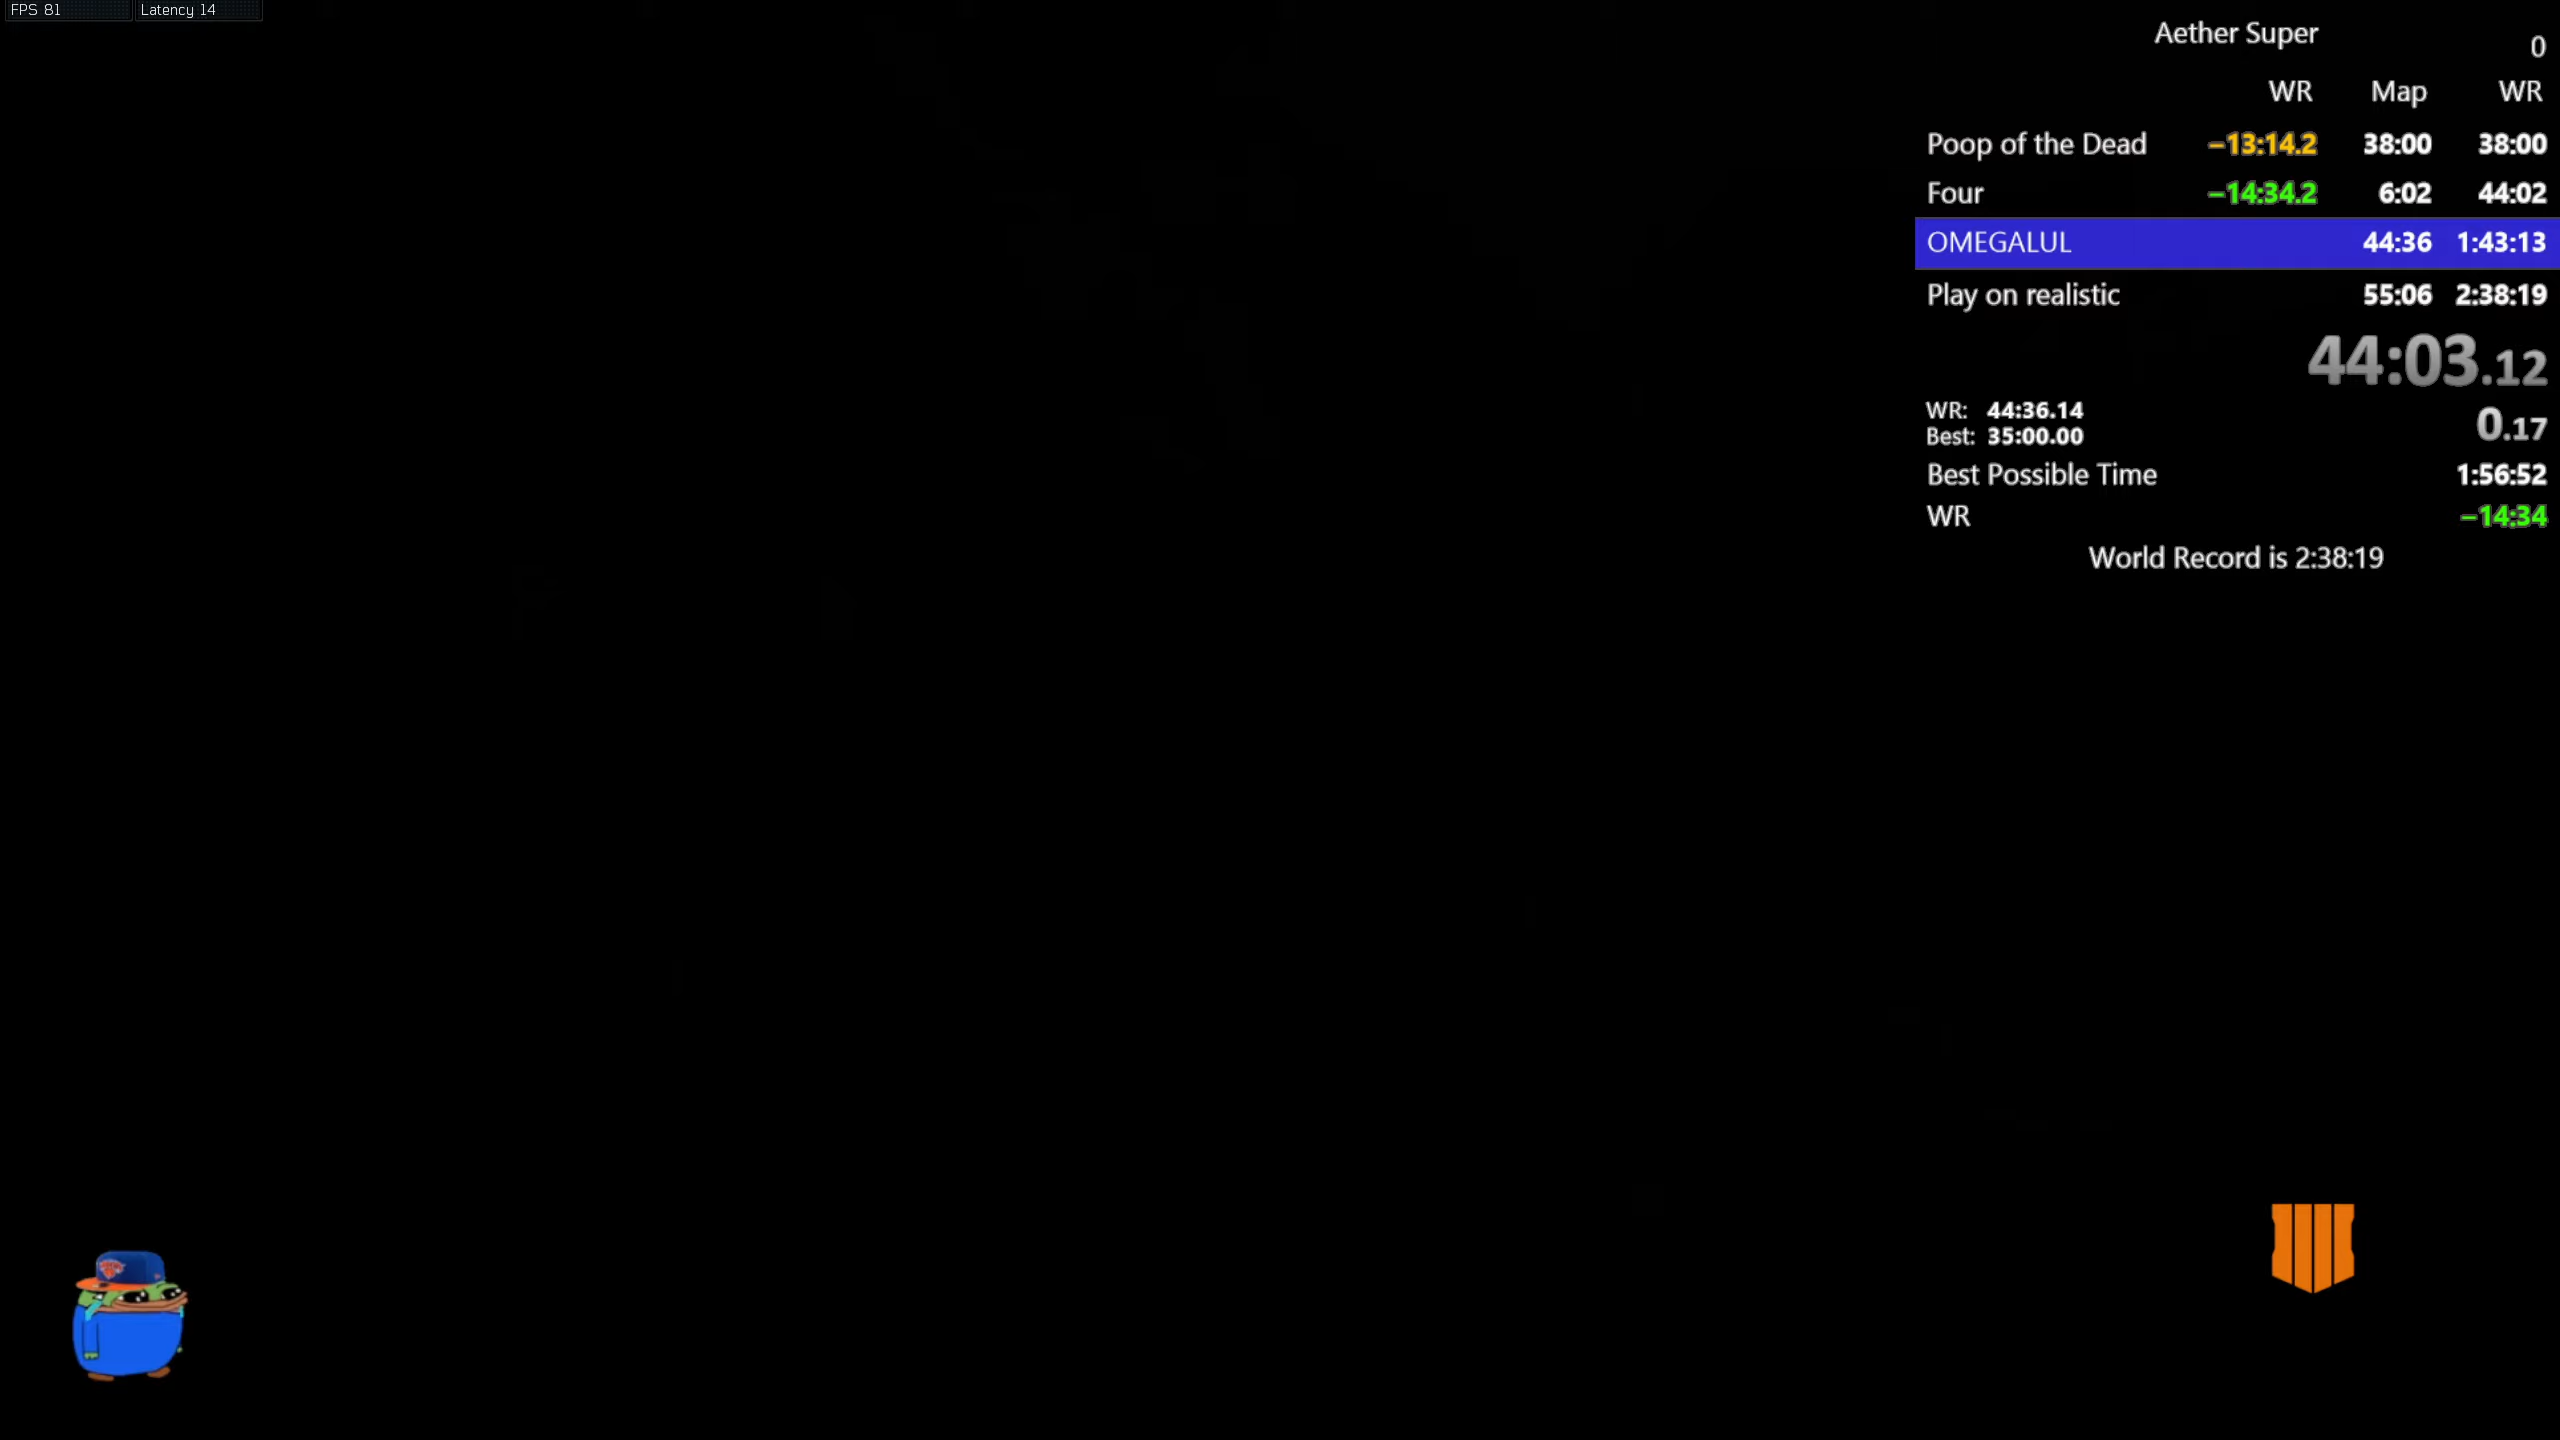 FPS 81 Latency 14
Aether Super 0
WR Map WR
Poop of the Dead −13:14.2 38:00 38:00
Four −14:34.2 6:02 44:02
OMEGALUL 44:36 1:43:13
Play on realistic 55:06 2:38:19
44:03.12
WR: 44:36.14 0.17
Best: 35:00.00
Best Possible Time 1:56:52
WR −14:34
World Record is 2:38:19